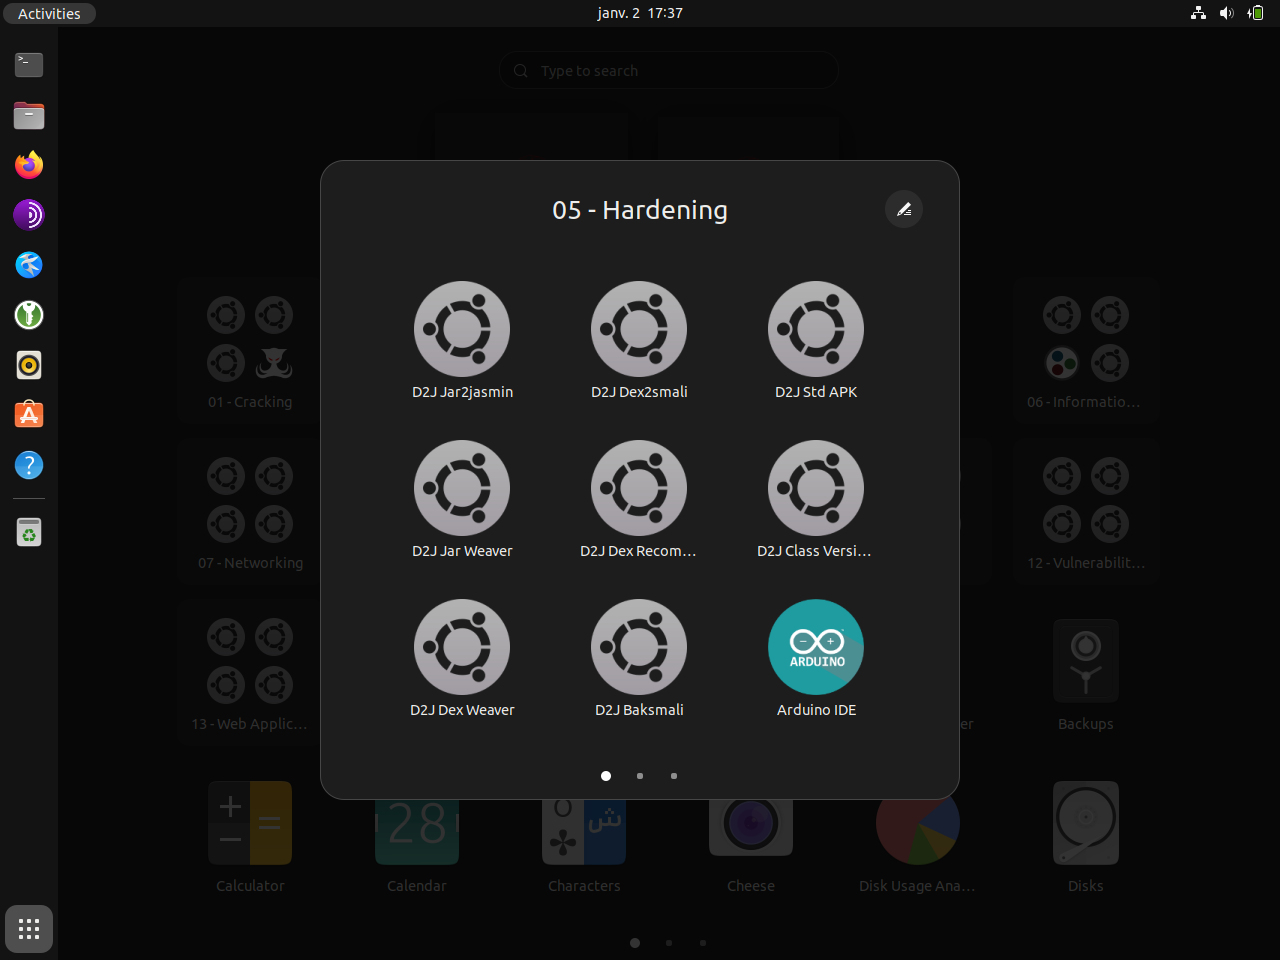 Activities
janv. 2 17:37
Type to search
05 - Hardening
D2J Jar2jasmin
D2J Dex2smali
D2J Std APK
D2J Jar Weaver
D2J Dex Recom…
D2J Class Versi…
D2J Dex Weaver
D2J Baksmali
ARDUINO
Arduino IDE
01 - Cracking
06 - Informatio…
07 - Networking
12 - Vulnerabilit…
13 - Web Applic…
er
Backups
28
Calculator
Calendar
Characters
Cheese
Disk Usage Ana…
Disks